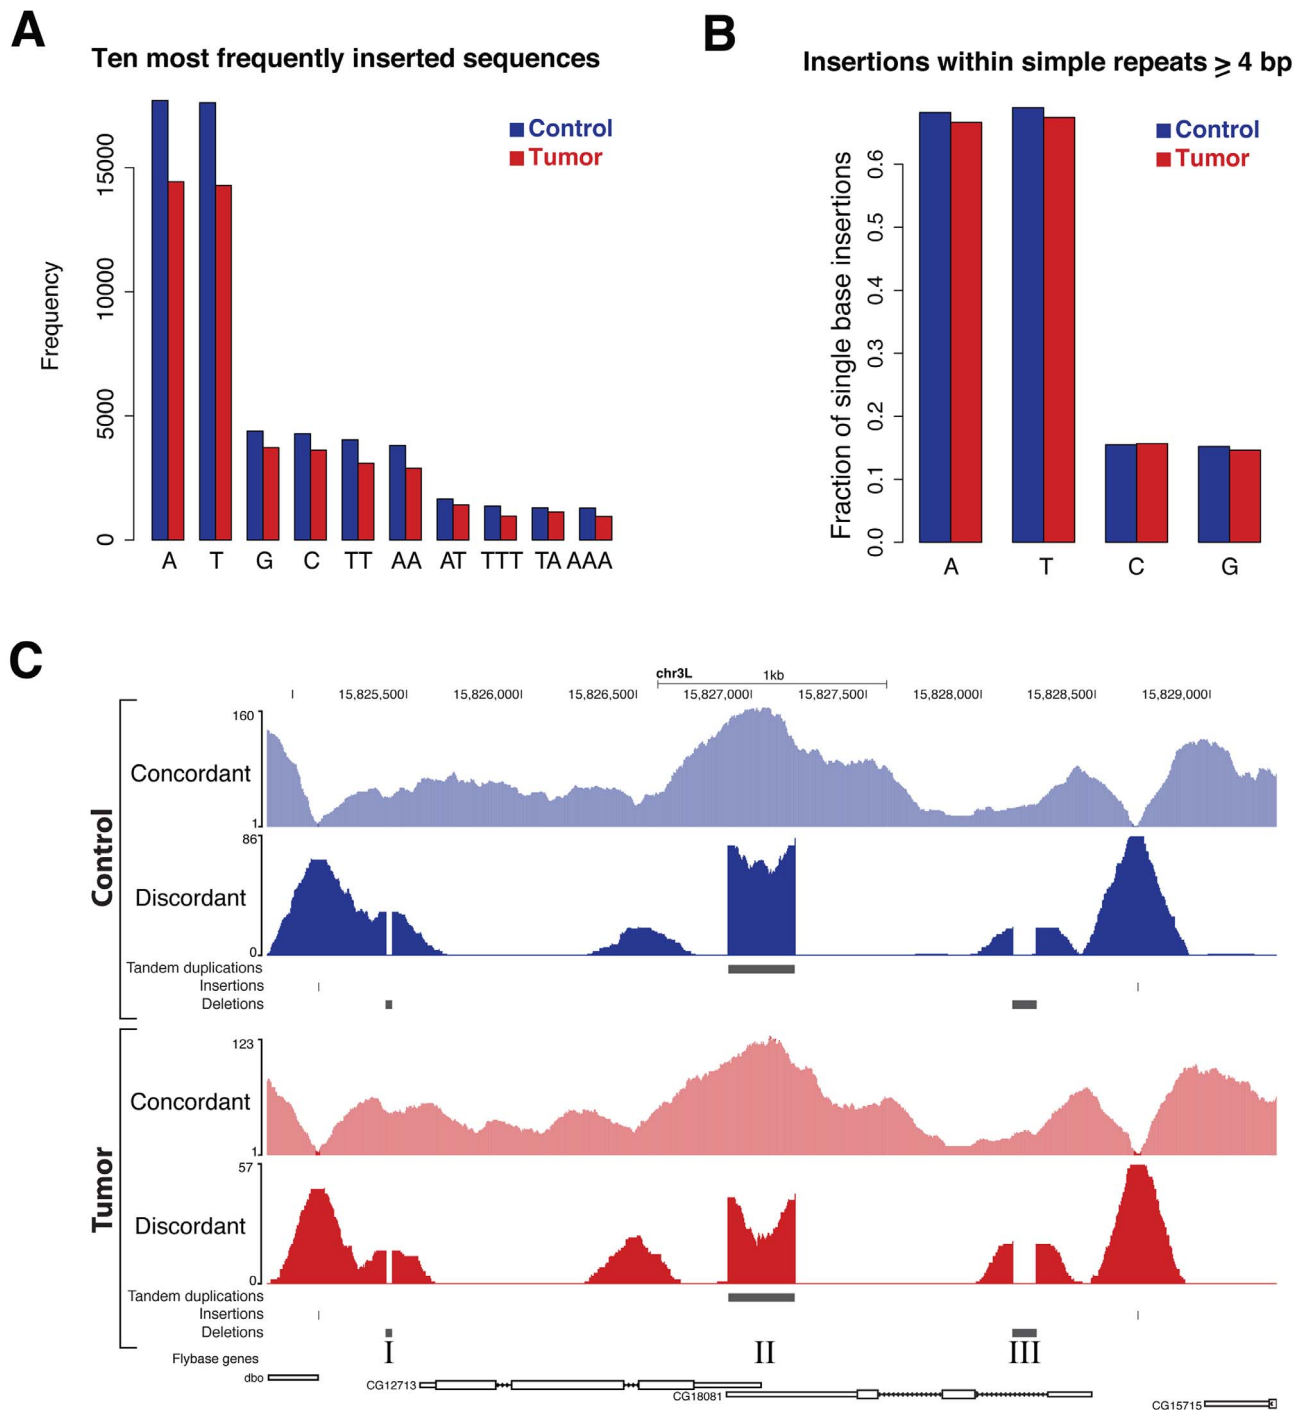 A
Ten most frequently inserted sequences
Control
Tumor
Frequency
0
5000
10000
15000
A T G C TT AA AT TTT TA AAA
B
Insertions within simple repeats ≥ 4 bp
Control
Tumor
Fraction of single base insertions
0.0
0.1
0.2
0.3
0.4
0.5
0.6
A T C G
C
chr3L 1kb
15,825,500 15,826,000 15,826,500 15,827,000 15,827,500 15,828,000 15,828,500 15,829,000
Control
160
Concordant
1
86
Discordant
0
Tandem duplications
Insertions
Deletions
Tumor
123
Concordant
1
57
Discordant
0
Tandem duplications
Insertions
Deletions
I II III
Flybase genes
dbo
CG12713
CG18081
CG15715